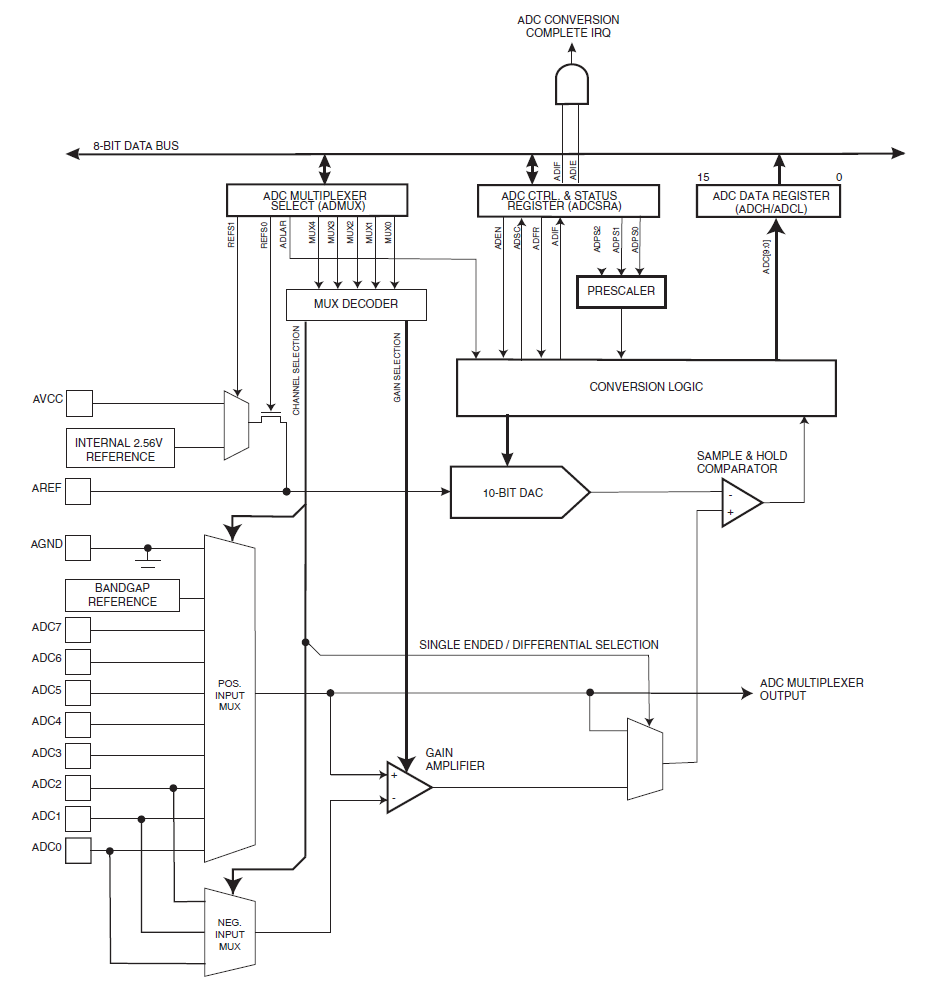 ADC CONVERSION
COMPLETE IRQ
8-BIT DATA BUS
ADIF
ADIE
15
0
ADC MULTIPLEXER
SELECT (ADMUX)
ADC CTRL. & STATUS
REGISTER (ADCSRA)
ADC DATA REGISTER
(ADCH/ADCL)
REFS1
REFS0
ADLAR
MUX4
MUX3
MUX2
MUX1
MUX0
ADEN
ADSC
ADFR
ADIF
ADPS2
ADPS1
ADPS0
ADC[9:0]
MUX DECODER
PRESCALER
CHANNEL SELECTION
GAIN SELECTION
CONVERSION LOGIC
AVCC
INTERNAL 2.56V
REFERENCE
SAMPLE & HOLD
COMPARATOR
AREF
10-BIT DAC
-
+
AGND
BANDGAP
REFERENCE
ADC7
SINGLE ENDED / DIFFERENTIAL SELECTION
ADC6
ADC5
POS.
INPUT
MUX
ADC MULTIPLEXER
OUTPUT
ADC4
ADC3
GAIN
AMPLIFIER
+
-
ADC2
ADC1
ADC0
NEG.
INPUT
MUX